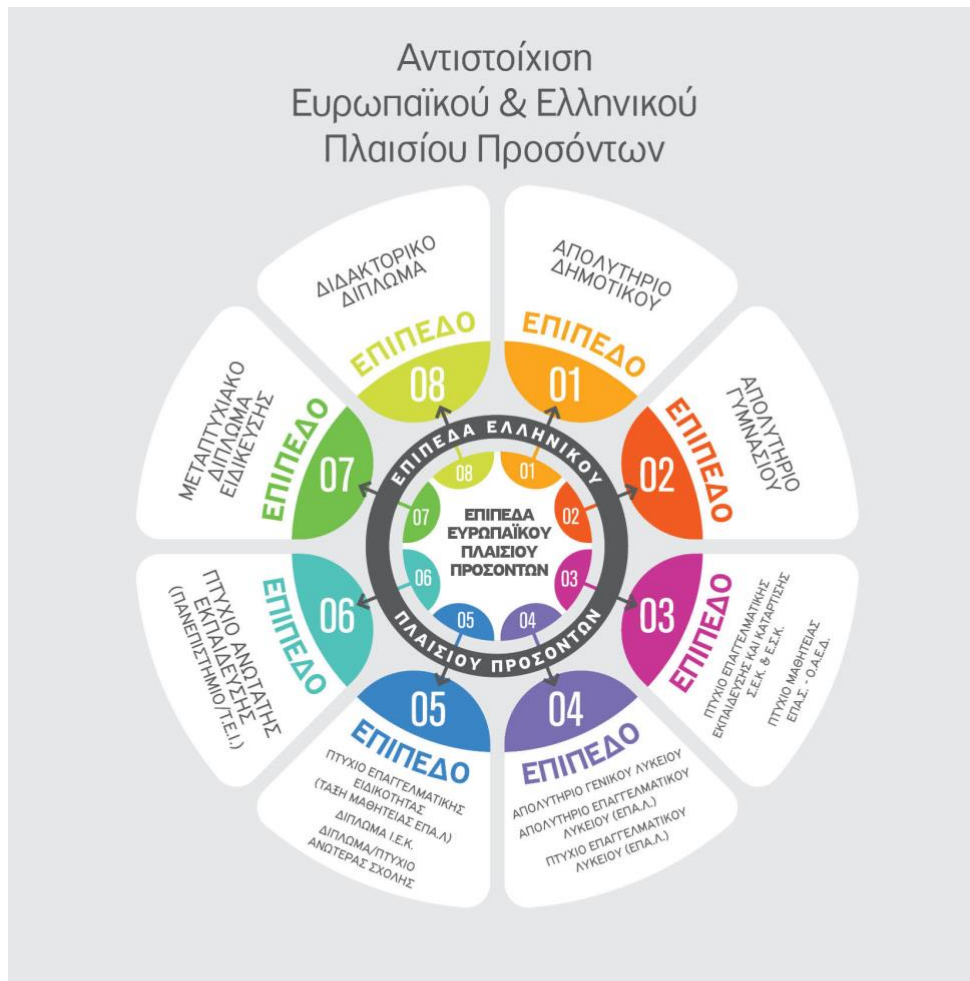 Αντιστοίχιση
Ευρωπαϊκού & Ελληνικού
Πλαισίου Προσόντων
ΑΠΟΛΥΤΗΡΙΟ
ΔΗΜΟΤΙΚΟΥ
ΕΠΙΠΕΔΟ
01
ΑΠΟΛΥΤΗΡΙΟ
ΓΥΜΝΑΣΙΟΥ
ΕΠΙΠΕΔΟ
02
ΕΠΙΠΕΔΟ
03
ΠΤΥΧΙΟ ΕΠΑΓΓΕΛΜΑΤΙΚΗΣ
ΕΚΠΑΙΔΕΥΣΗΣ ΚΑΙ ΚΑΤΑΡΤΙΣΗΣ
Σ.Ε.Κ. & Ε.Σ.Κ.
ΠΤΥΧΙΟ ΜΑΘΗΤΕΙΑΣ
ΕΠΑ.Σ. - Ο.Α.Ε.Δ.
04
ΕΠΙΠΕΔΟ
ΑΠΟΛΥΤΗΡΙΟ ΓΕΝΙΚΟΥ ΛΥΚΕΙΟΥ
ΑΠΟΛΥΤΗΡΙΟ ΕΠΑΓΓΕΛΜΑΤΙΚΟΥ
ΛΥΚΕΙΟΥ (ΕΠΑ.Λ.)
ΠΤΥΧΙΟ ΕΠΑΓΓΕΛΜΑΤΙΚΟΥ
ΛΥΚΕΙΟΥ (ΕΠΑ.Λ.)
05
ΕΠΙΠΕΔΟ
ΠΤΥΧΙΟ ΕΠΑΓΓΕΛΜΑΤΙΚΗΣ
ΕΙΔΙΚΟΤΗΤΑΣ
(ΤΑΞΗ ΜΑΘΗΤΕΙΑΣ ΕΠΑ.Λ)
ΔΙΠΛΩΜΑ Ι.Ε.Κ.
ΔΙΠΛΩΜΑ/ΠΤΥΧΙΟ
ΑΝΩΤΕΡΑΣ ΣΧΟΛΗΣ
06
ΕΠΙΠΕΔΟ
ΠΤΥΧΙΟ ΑΝΩΤΑΤΗΣ
ΕΚΠΑΙΔΕΥΣΗΣ
(ΠΑΝΕΠΙΣΤΗΜΙΟ/Τ.Ε.Ι.)
ΜΕΤΑΠΤΥΧΙΑΚΟ
ΔΙΠΛΩΜΑ
ΕΙΔΙΚΕΥΣΗΣ
ΕΠΙΠΕΔΟ
07
ΔΙΔΑΚΤΟΡΙΚΟ
ΔΙΠΛΩΜΑ
ΕΠΙΠΕΔΟ
08
ΕΠΙΠΕΔΑ ΕΛΛΗΝΙΚΟΥ
ΠΛΑΙΣΙΟΥ ΠΡΟΣΟΝΤΩΝ
01
02
03
04
05
06
07
08
ΕΠΙΠΕΔΑ
ΕΥΡΩΠΑΪΚΟΥ
ΠΛΑΙΣΙΟΥ
ΠΡΟΣΟΝΤΩΝ